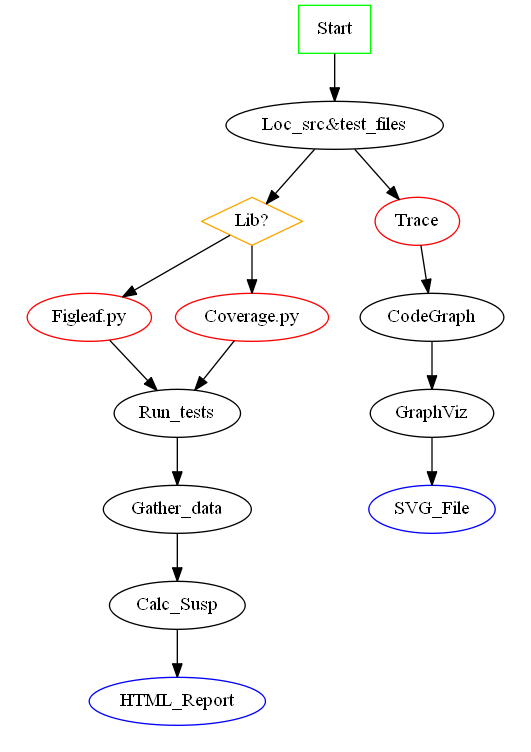 Start
Loc_src&test_files
Lib?
Trace
Figleaf.py
Coverage.py
CodeGraph
Run_tests
GraphViz
Gather_data
SVG_File
Calc_Susp
HTML_Report